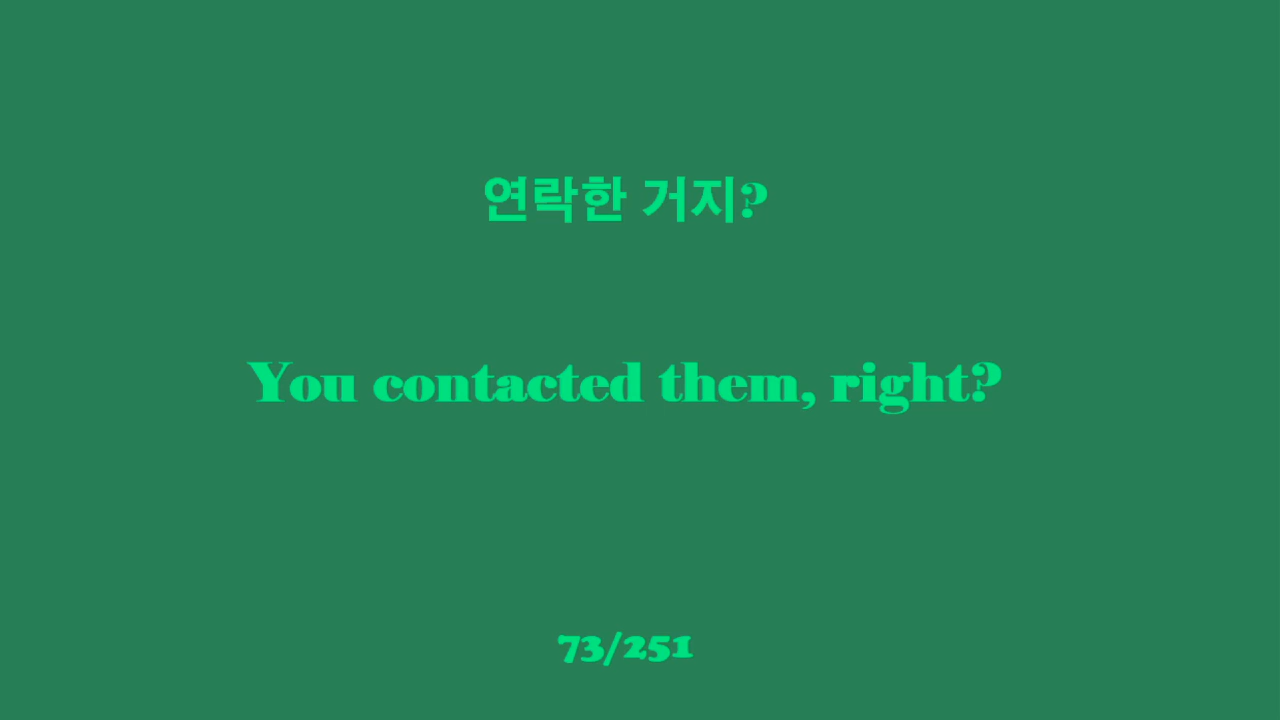 연락한 거지?
You contacted them, right?
73/251